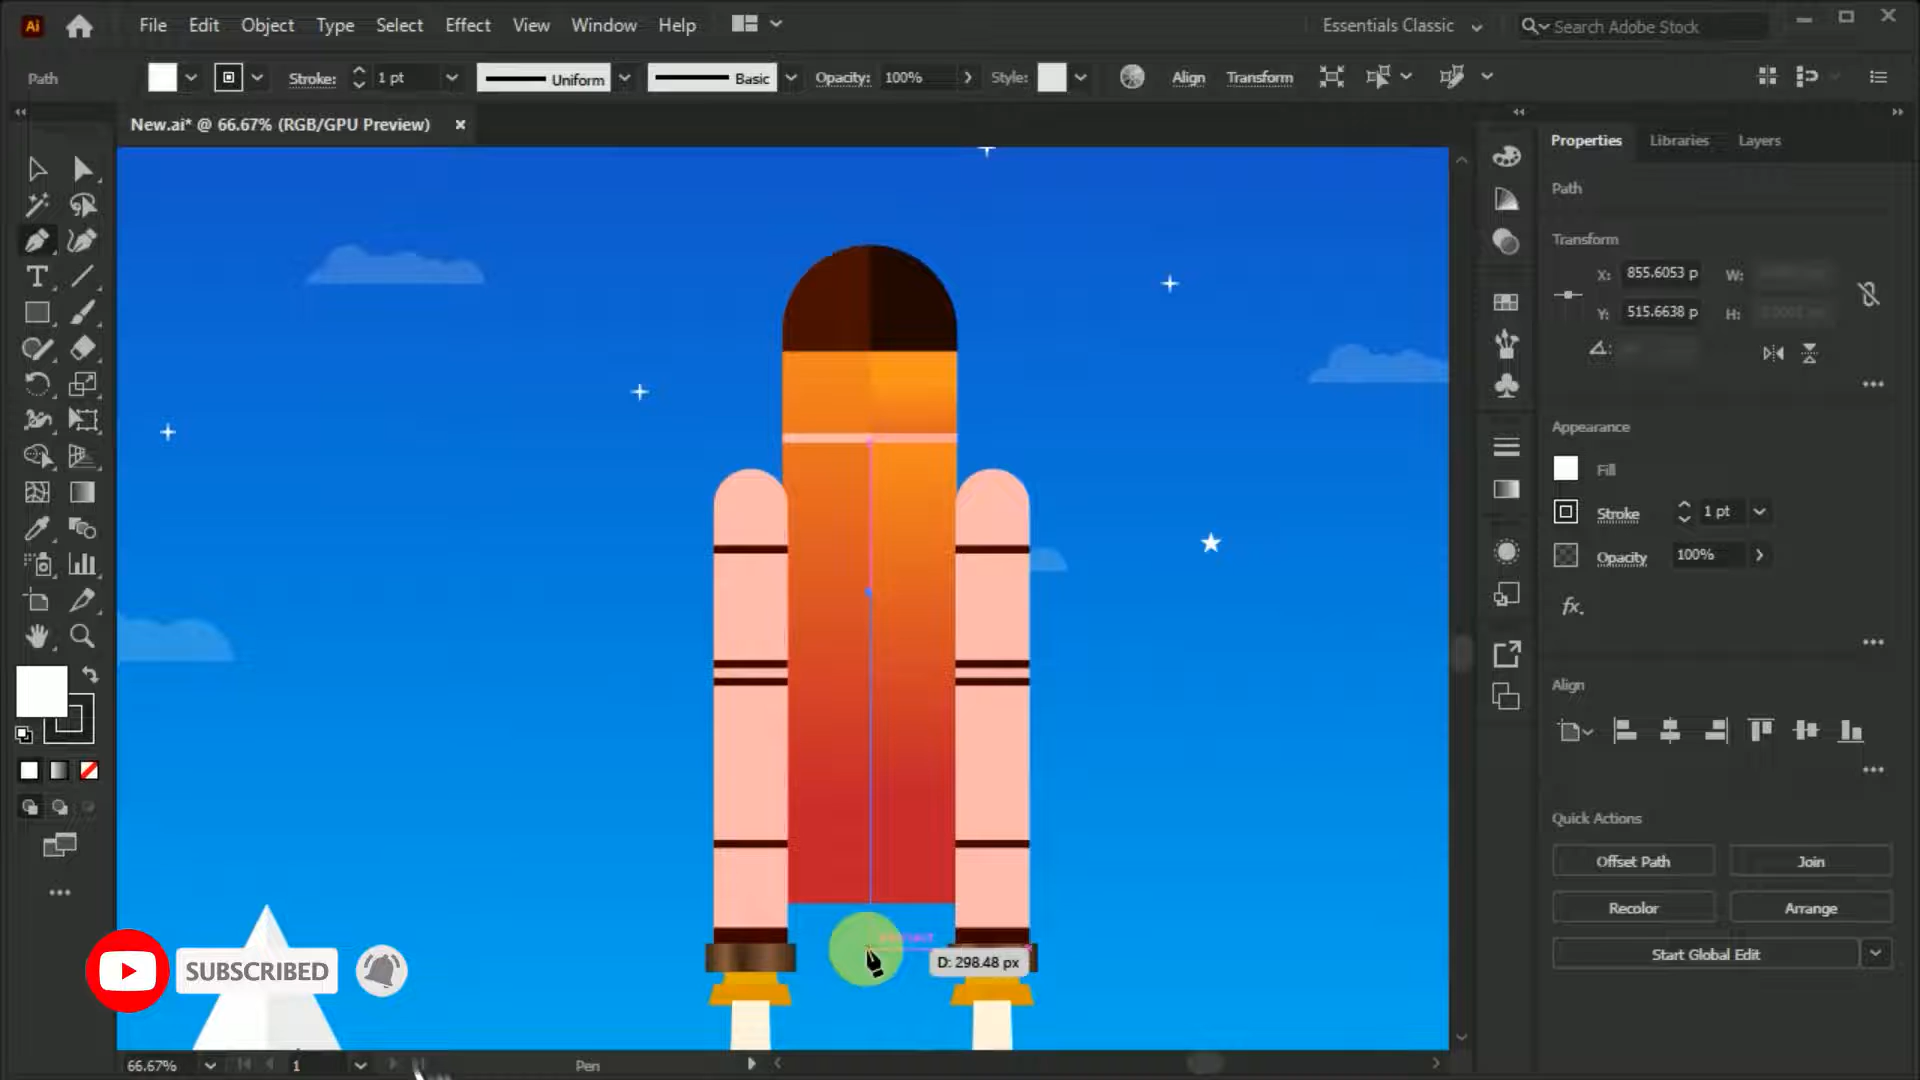 Ai File Edit Object Type Select Effect View Window Help Essentials Classic Search Adobe Stock
Path Stroke: 1 pt Uniform Basic Opacity: 100% Style: Align Transform
New.ai* @ 66.67% (RGB/GPU Preview)
Properties Libraries Layers
Path
Transform
X: 855.6053 p W:
Y: 515.6638 p H:
Appearance
Fill
Stroke 1 pt
Opacity 100%
fx.
Align
Quick Actions
Offset Path Join
Recolor Arrange
Start Global Edit
D: 298.48 px
SUBSCRIBED
66.67% 1 Pen